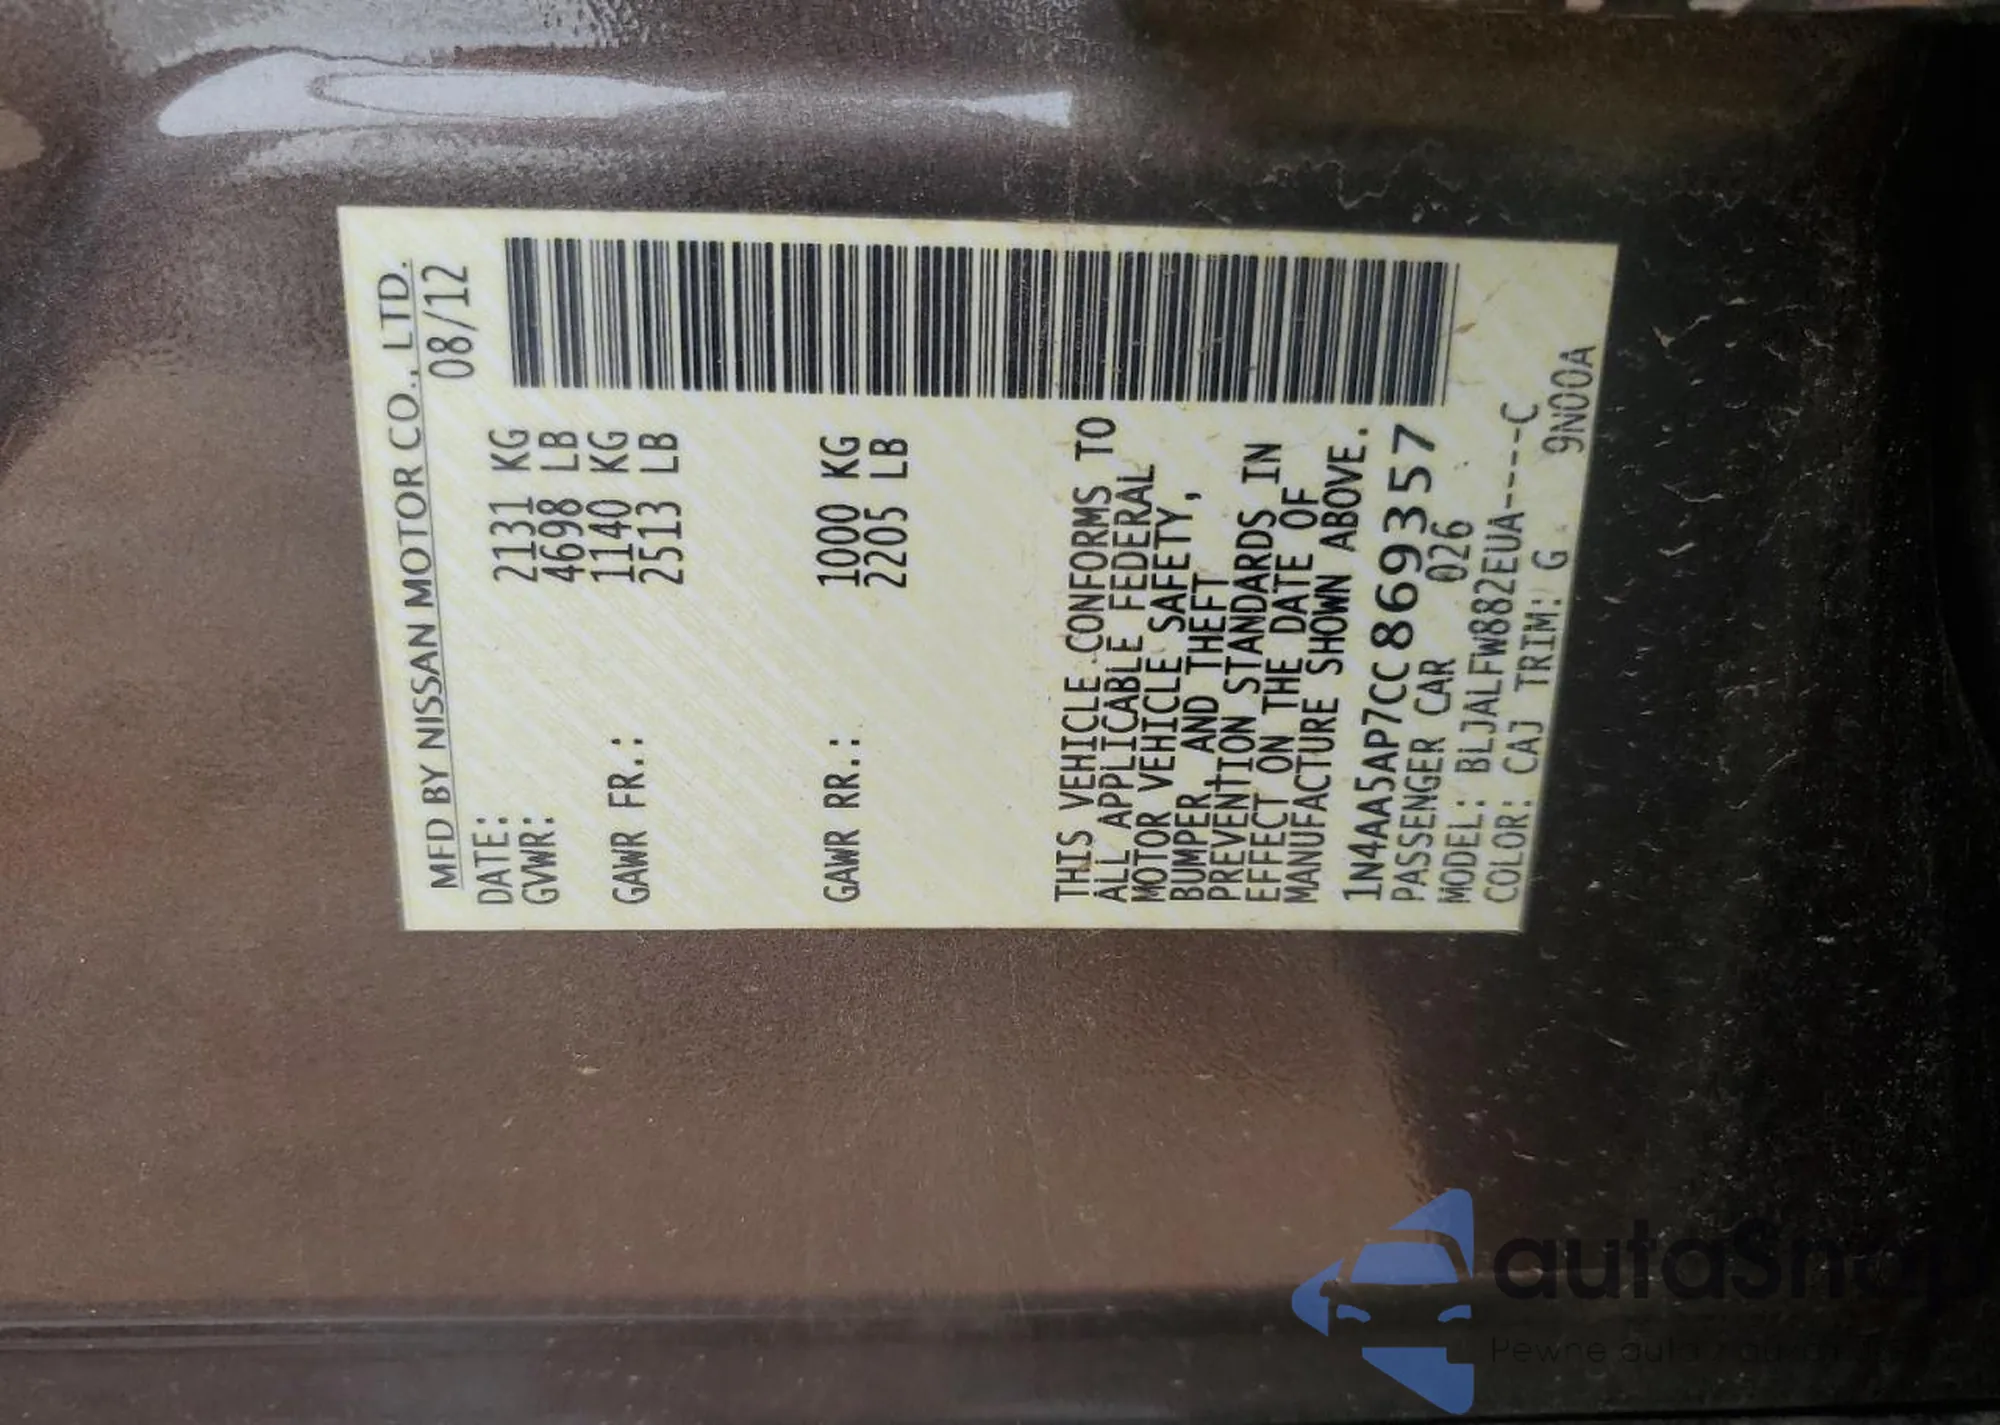 MFD BY NISSAN MOTOR CO., LTD.
DATE: 08/12
GVWR: 2131 KG
4698 LB
GAWR FR.: 1140 KG
2513 LB
GAWR RR.: 1000 KG
2205 LB
THIS VEHICLE CONFORMS TO
ALL APPLICABLE FEDERAL
MOTOR VEHICLE SAFETY,
BUMPER, AND THEFT
PREVENTION STANDARDS IN
EFFECT ON THE DATE OF
MANUFACTURE SHOWN ABOVE.
1N4AA5AP7CC869357
PASSENGER CAR 026
MODEL: BLJALFW882EUA----C
COLOR: CAJ TRIM: G 9N00A
autaSnap
Pewne auto z